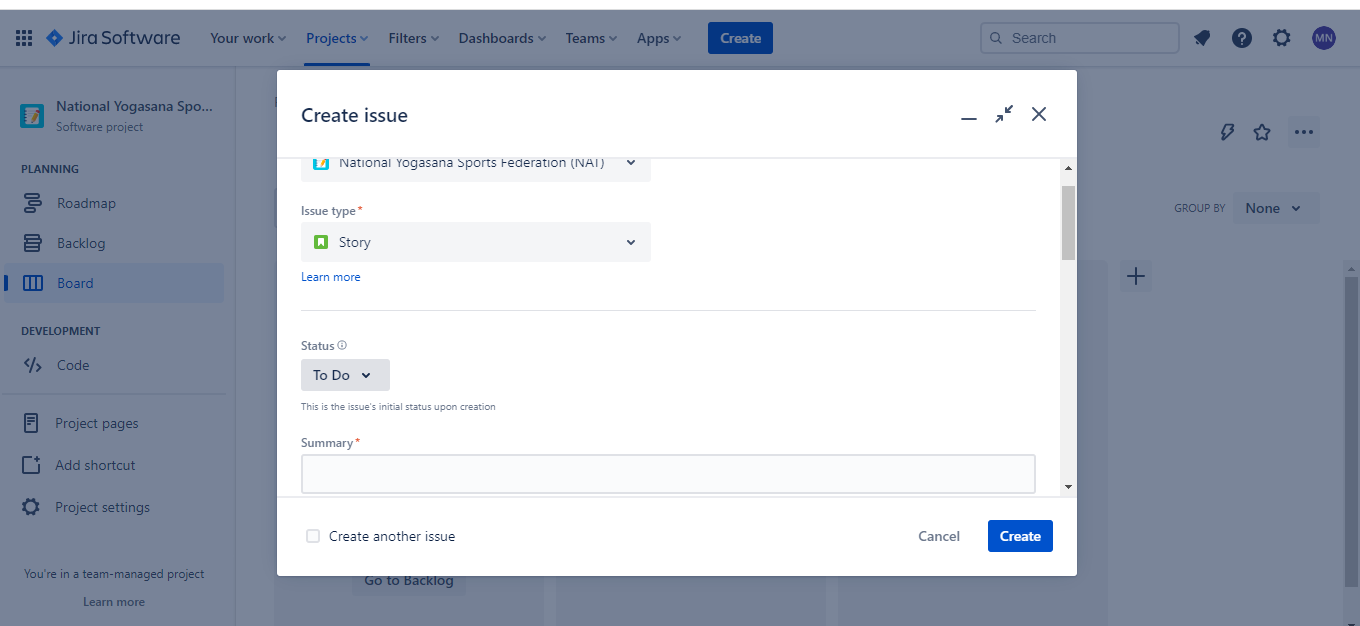 Jira Software
Your work
Projects
Filters
Dashboards
Teams
Apps
Create
Search
MN
National Yogasana Spo...
Software project
PLANNING
Roadmap
Backlog
Board
DEVELOPMENT
Code
Project pages
Add shortcut
Project settings
You're in a team-managed project
Learn more
Create issue
National Yogasana Sports Federation (NAT)
Issue type*
Story
Learn more
Status
To Do
This is the issue's initial status upon creation
Summary*
Create another issue
Cancel
Create
GROUP BY
None
Go to Backlog